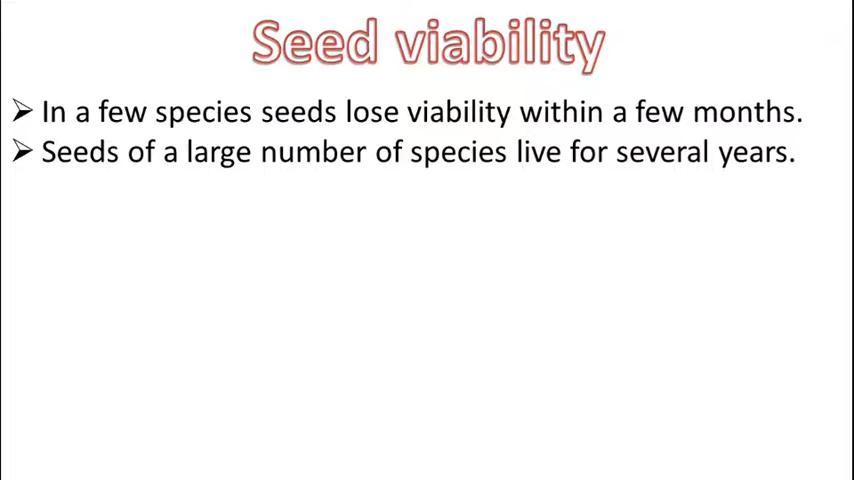 Seed viability
➢ In a few species seeds lose viability within a few months.
➢ Seeds of a large number of species live for several years.